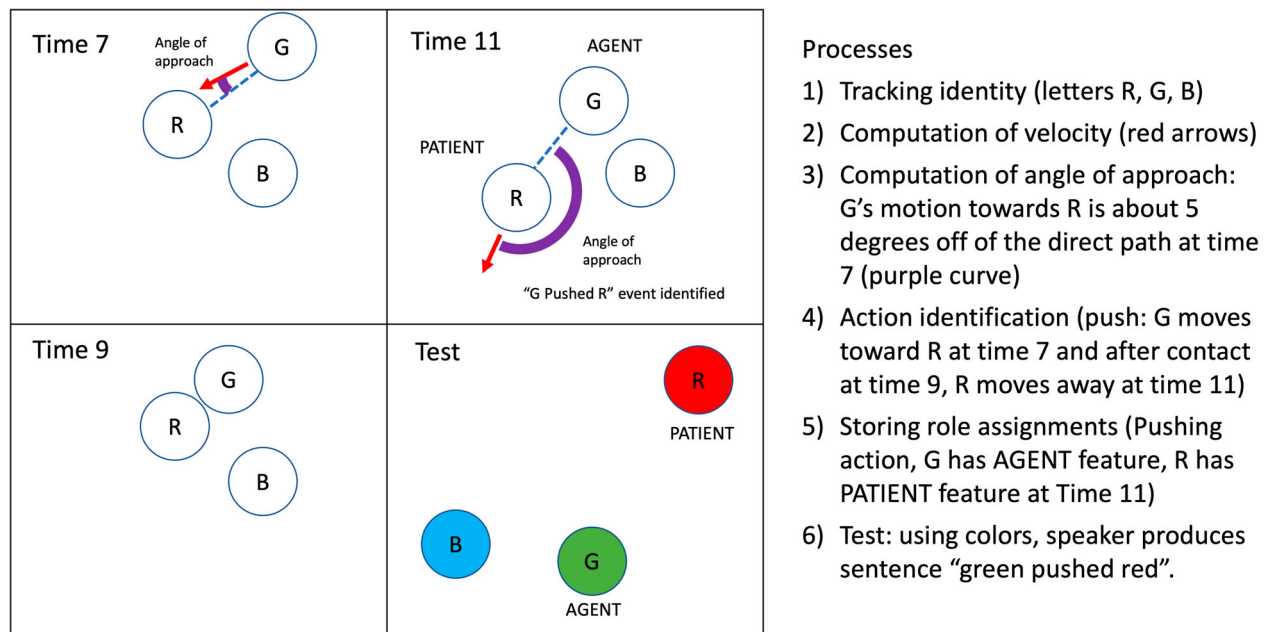 Time 7
Angle of
approach
G
R
B
Time 11
AGENT
G
PATIENT
B
R
Angle of
approach
“G Pushed R” event identified
Time 9
G
R
B
Test
R
PATIENT
B
G
AGENT
Processes
1) Tracking identity (letters R, G, B)
2) Computation of velocity (red arrows)
3) Computation of angle of approach:
G’s motion towards R is about 5
degrees off of the direct path at time
7 (purple curve)
4) Action identification (push: G moves
toward R at time 7 and after contact
at time 9, R moves away at time 11)
5) Storing role assignments (Pushing
action, G has AGENT feature, R has
PATIENT feature at Time 11)
6) Test: using colors, speaker produces
sentence “green pushed red”.